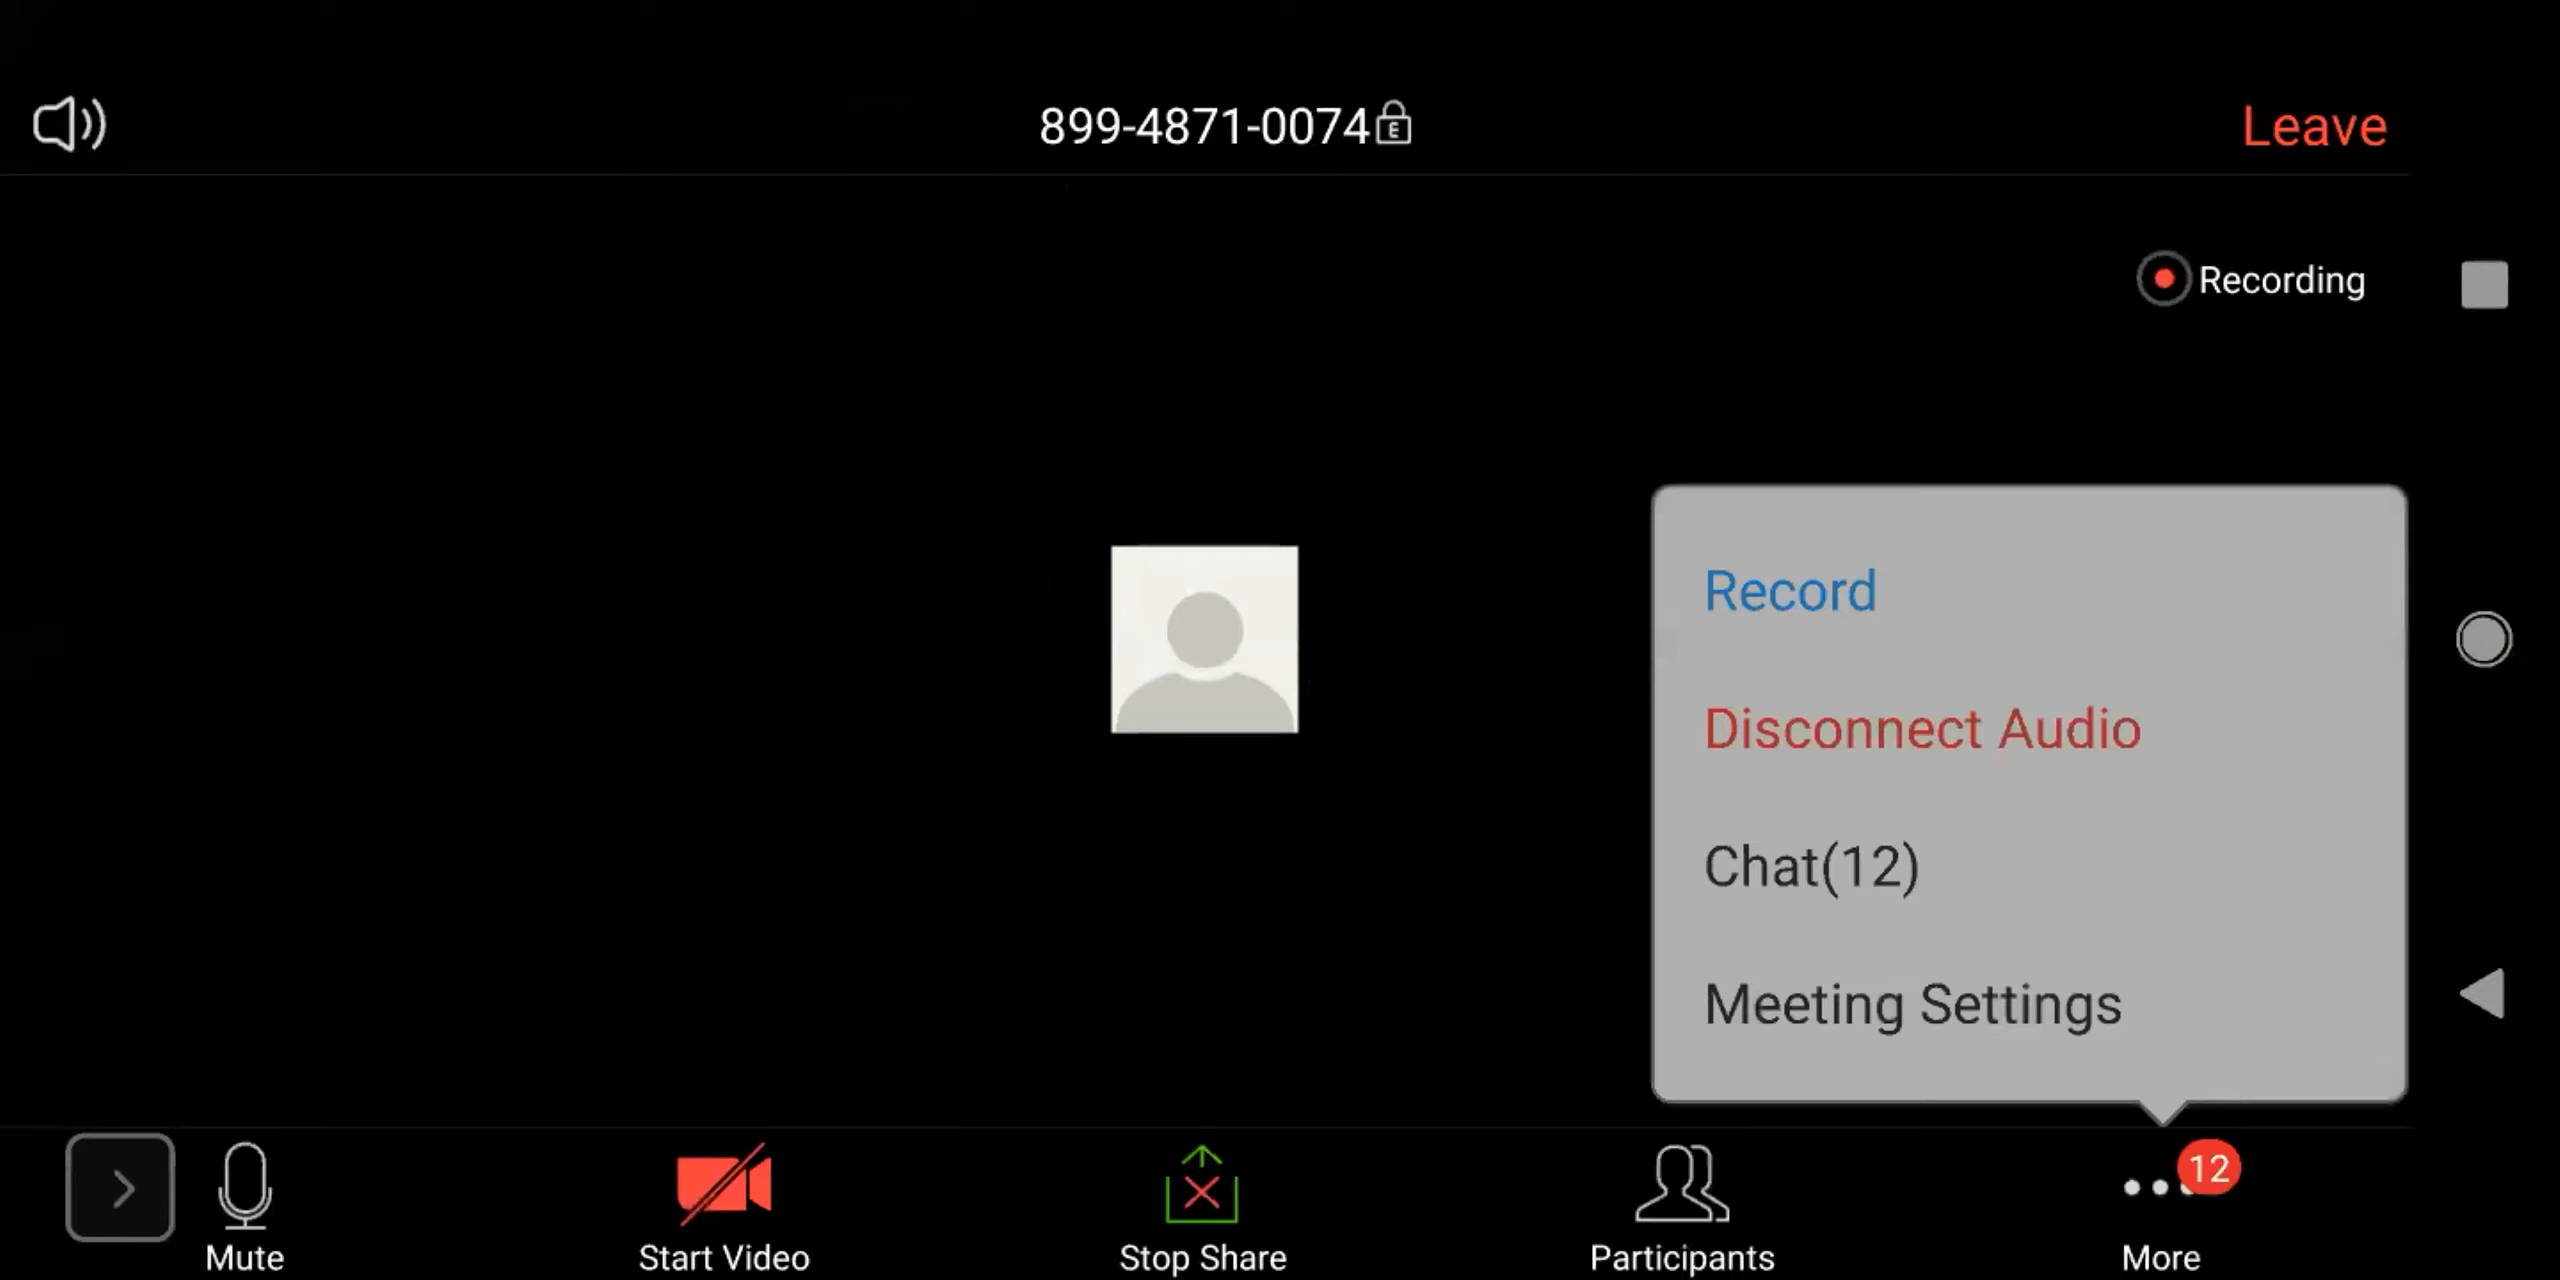 899-4871-0074
Leave
Recording
Record
Disconnect Audio
Chat(12)
Meeting Settings
12
Mute
Start Video
Stop Share
Participants
More